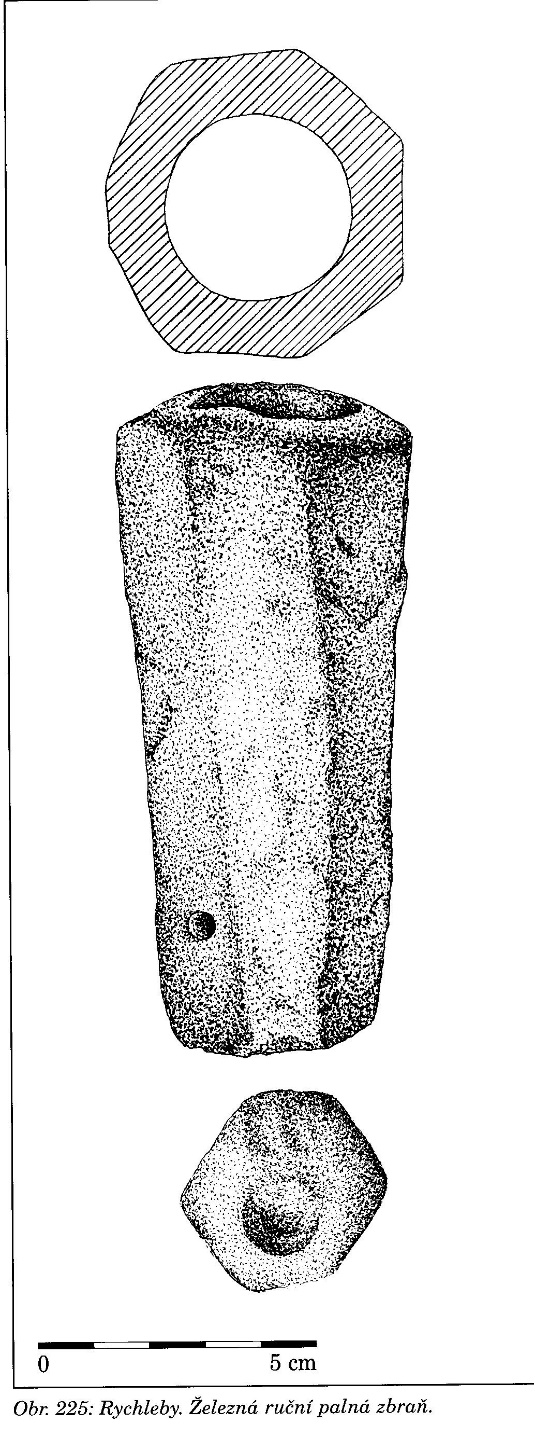 0 5 cm
Obr. 225: Rychleby. Železná ruční palná zbraň.